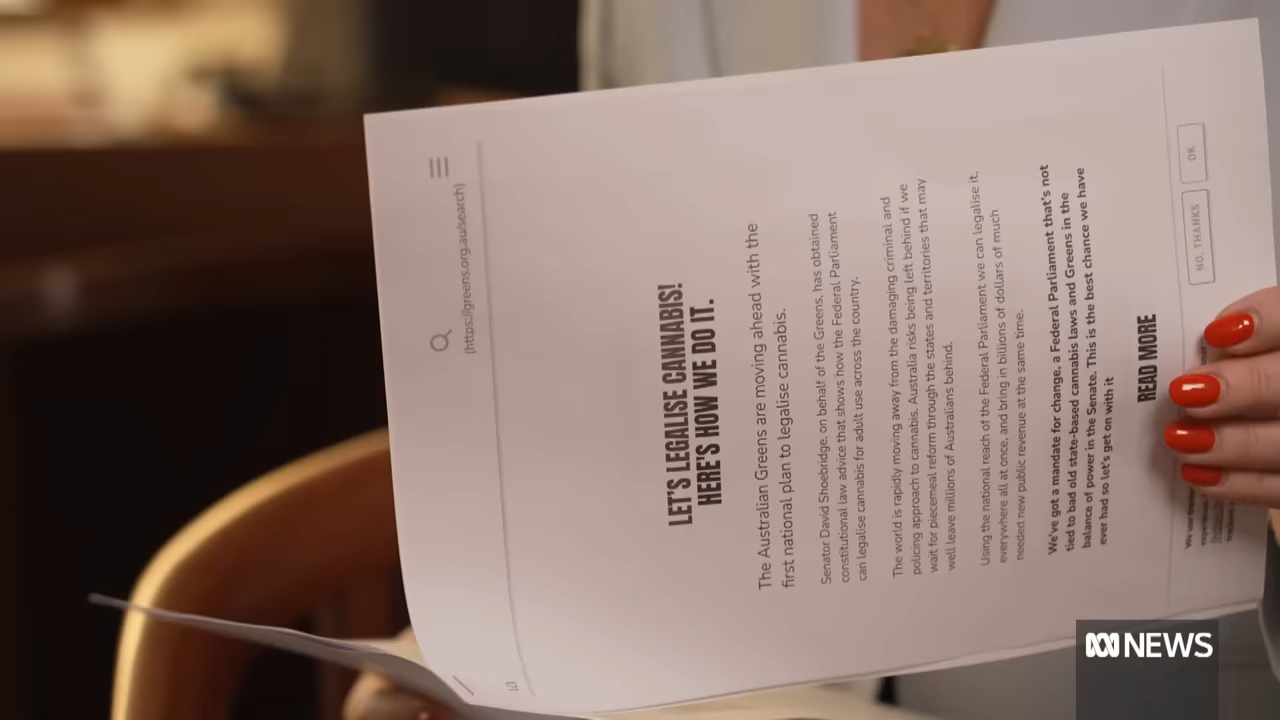 (https://greens.org.au/search)
LET'S LEGALISE CANNABIS!
HERE'S HOW WE DO IT.
The Australian Greens are moving ahead with the
first national plan to legalise cannabis.
Senator David Shoebridge, on behalf of the Greens, has obtained
constitutional law advice that shows how the Federal Parliament
can legalise cannabis for adult use across the country.
The world is rapidly moving away from the damaging criminal and
policing approach to cannabis. Australia risks being left behind if we
wait for piecemeal reform through the states and territories that may
well leave millions of Australians behind.
Using the national reach of the Federal Parliament we can legalise it,
everywhere all at once, and bring in billions of dollars of much
needed new public revenue at the same time.
We've got a mandate for change, a Federal Parliament that's not
tied to bad old state-based cannabis laws and Greens in the
balance of power in the Senate. This is the best chance we have
ever had so let's get on with it
READ MORE
We use
NO, THANKS
OK
NEWS